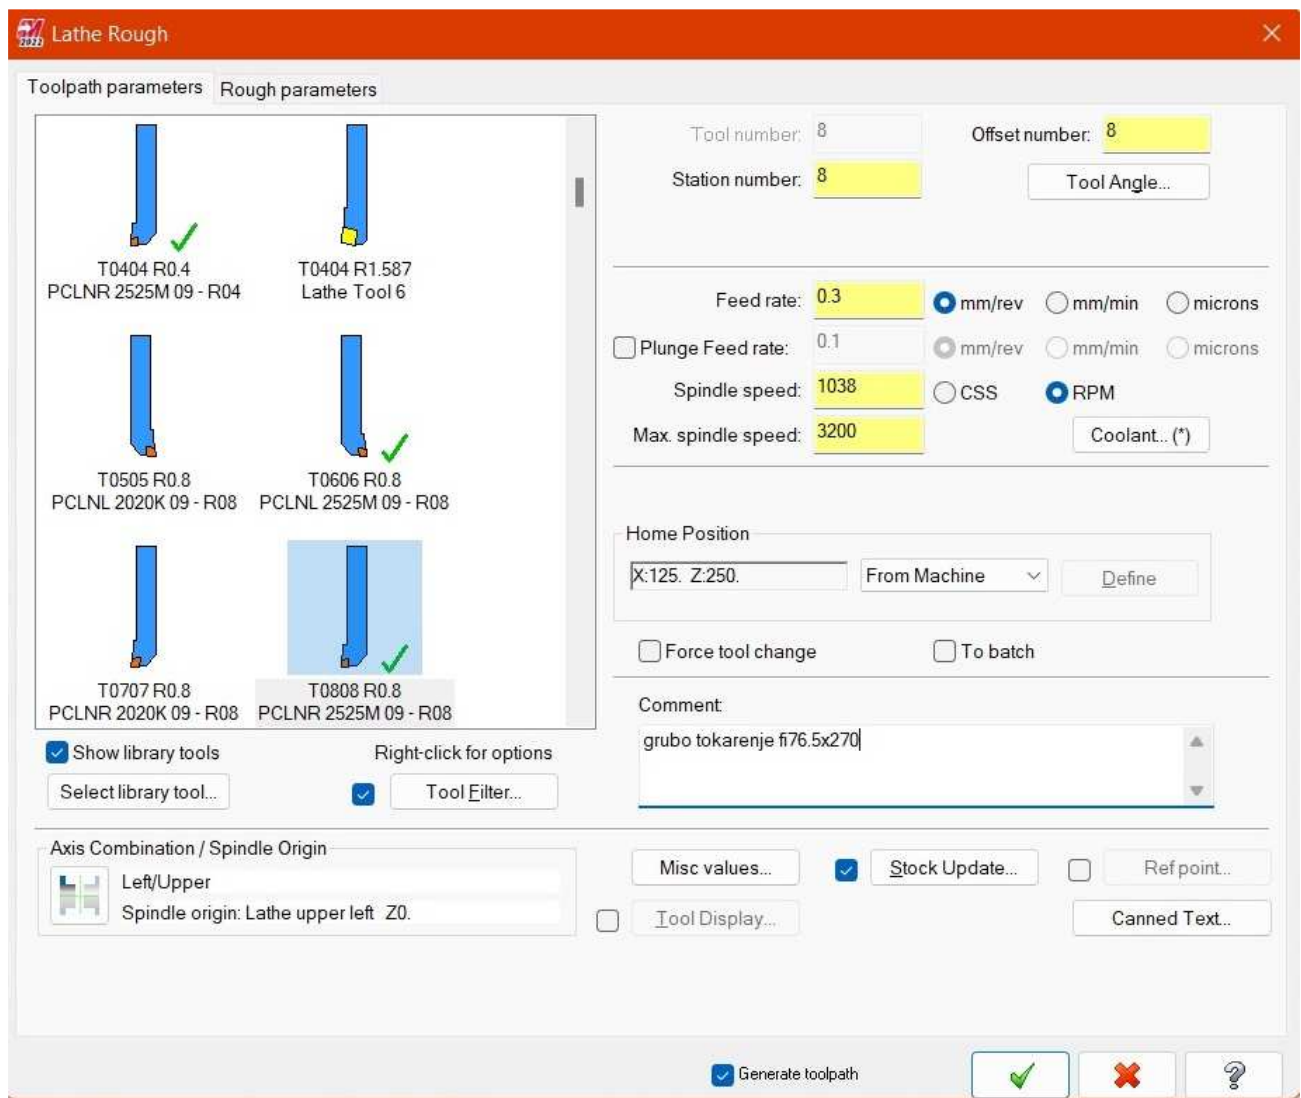 2022 Lathe Rough
Toolpath parameters Rough parameters
T0404 R0.4
PCLNR 2525M 09 - R04
T0404 R1.587
Lathe Tool 6
T0505 R0.8
PCLNL 2020K 09 - R08
T0606 R0.8
PCLNL 2525M 09 - R08
T0707 R0.8
PCLNR 2020K 09 - R08
T0808 R0.8
PCLNR 2525M 09 - R08
Show library tools Right-click for options
Select library tool... Tool Filter...
Tool number: 8 Offset number: 8
Station number: 8 Tool Angle...
Feed rate: 0.3 mm/rev mm/min microns
Plunge Feed rate: 0.1 mm/rev mm/min microns
Spindle speed: 1038 CSS RPM
Max. spindle speed: 3200 Coolant... (*)
Home Position
X:125. Z:250. From Machine Define
Force tool change To batch
Comment:
grubo tokarenje fi76.5x270
Axis Combination / Spindle Origin
Left/Upper
Spindle origin: Lathe upper left Z0.
Misc values... Stock Update... Ref point...
Tool Display... Canned Text...
Generate toolpath